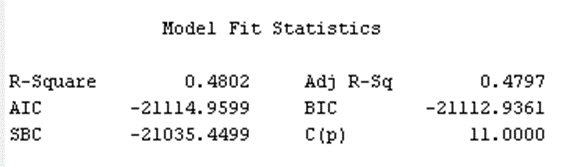 Model Fit Statistics
R-Square 0.4802 Adj R-Sq 0.4797
AIC -21114.9599 BIC -21112.9361
SBC -21035.4499 C(p) 11.0000